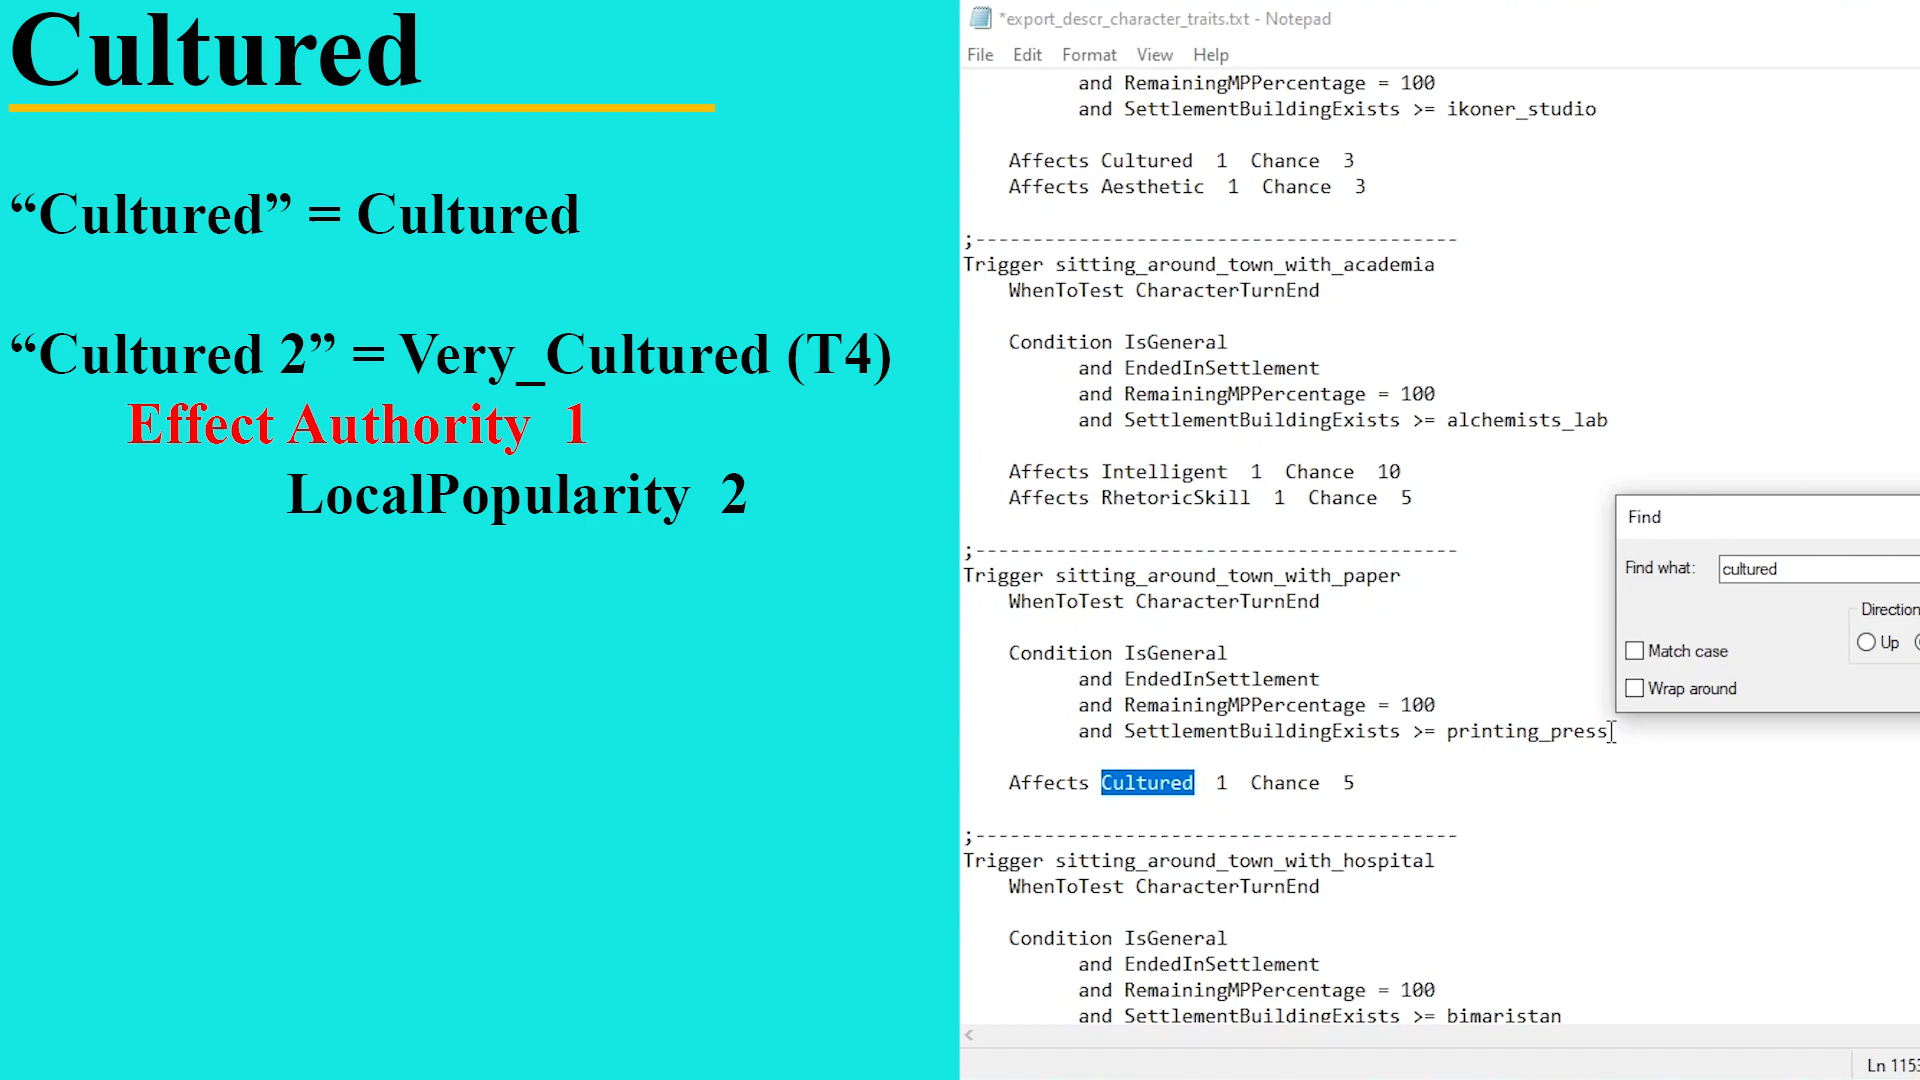 Cultured
“Cultured” = Cultured
“Cultured 2” = Very_Cultured (T4)
Effect Authority 1
LocalPopularity 2
*export_descr_character_traits.txt - Notepad
File Edit Format View Help
and RemainingMPPercentage = 100
and SettlementBuildingExists >= ikoner_studio
Affects Cultured 1 Chance 3
Affects Aesthetic 1 Chance 3
;------------------------------------------
Trigger sitting_around_town_with_academia
WhenToTest CharacterTurnEnd
Condition IsGeneral
and EndedInSettlement
and RemainingMPPercentage = 100
and SettlementBuildingExists >= alchemists_lab
Affects Intelligent 1 Chance 10
Affects RhetoricSkill 1 Chance 5
;------------------------------------------
Trigger sitting_around_town_with_paper
WhenToTest CharacterTurnEnd
Condition IsGeneral
and EndedInSettlement
and RemainingMPPercentage = 100
and SettlementBuildingExists >= printing_press
Affects Cultured 1 Chance 5
;------------------------------------------
Trigger sitting_around_town_with_hospital
WhenToTest CharacterTurnEnd
Condition IsGeneral
and EndedInSettlement
and RemainingMPPercentage = 100
and SettlementBuildingExists >= bimaristan
Find
Find what: cultured
Direction
Up
Match case
Wrap around
Ln 1153